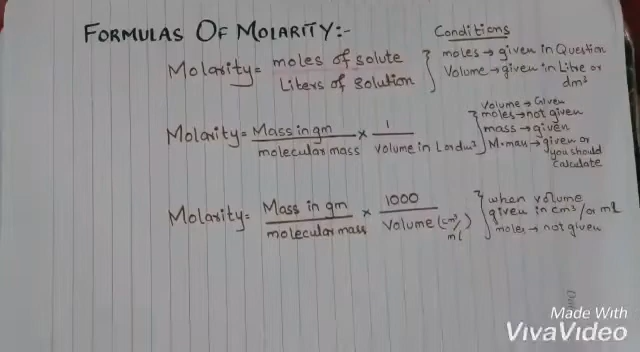 FORMULAS OF MOLARITY:-
Conditions
Molarity = moles of solute / Liters of Solution
moles → given in Question
Volume → given in Litre or
dm³
Molarity = Mass in gm / molecular mass × 1 / volume in L or dm³
Volume → Given
moles → not given
mass → given
M.mass → given or
you should
calculate
Molarity = Mass in gm / molecular mass × 1000 / Volume (cm³/ml)
when volume
given in cm³/or ml
moles → not given
Made With
VivaVideo